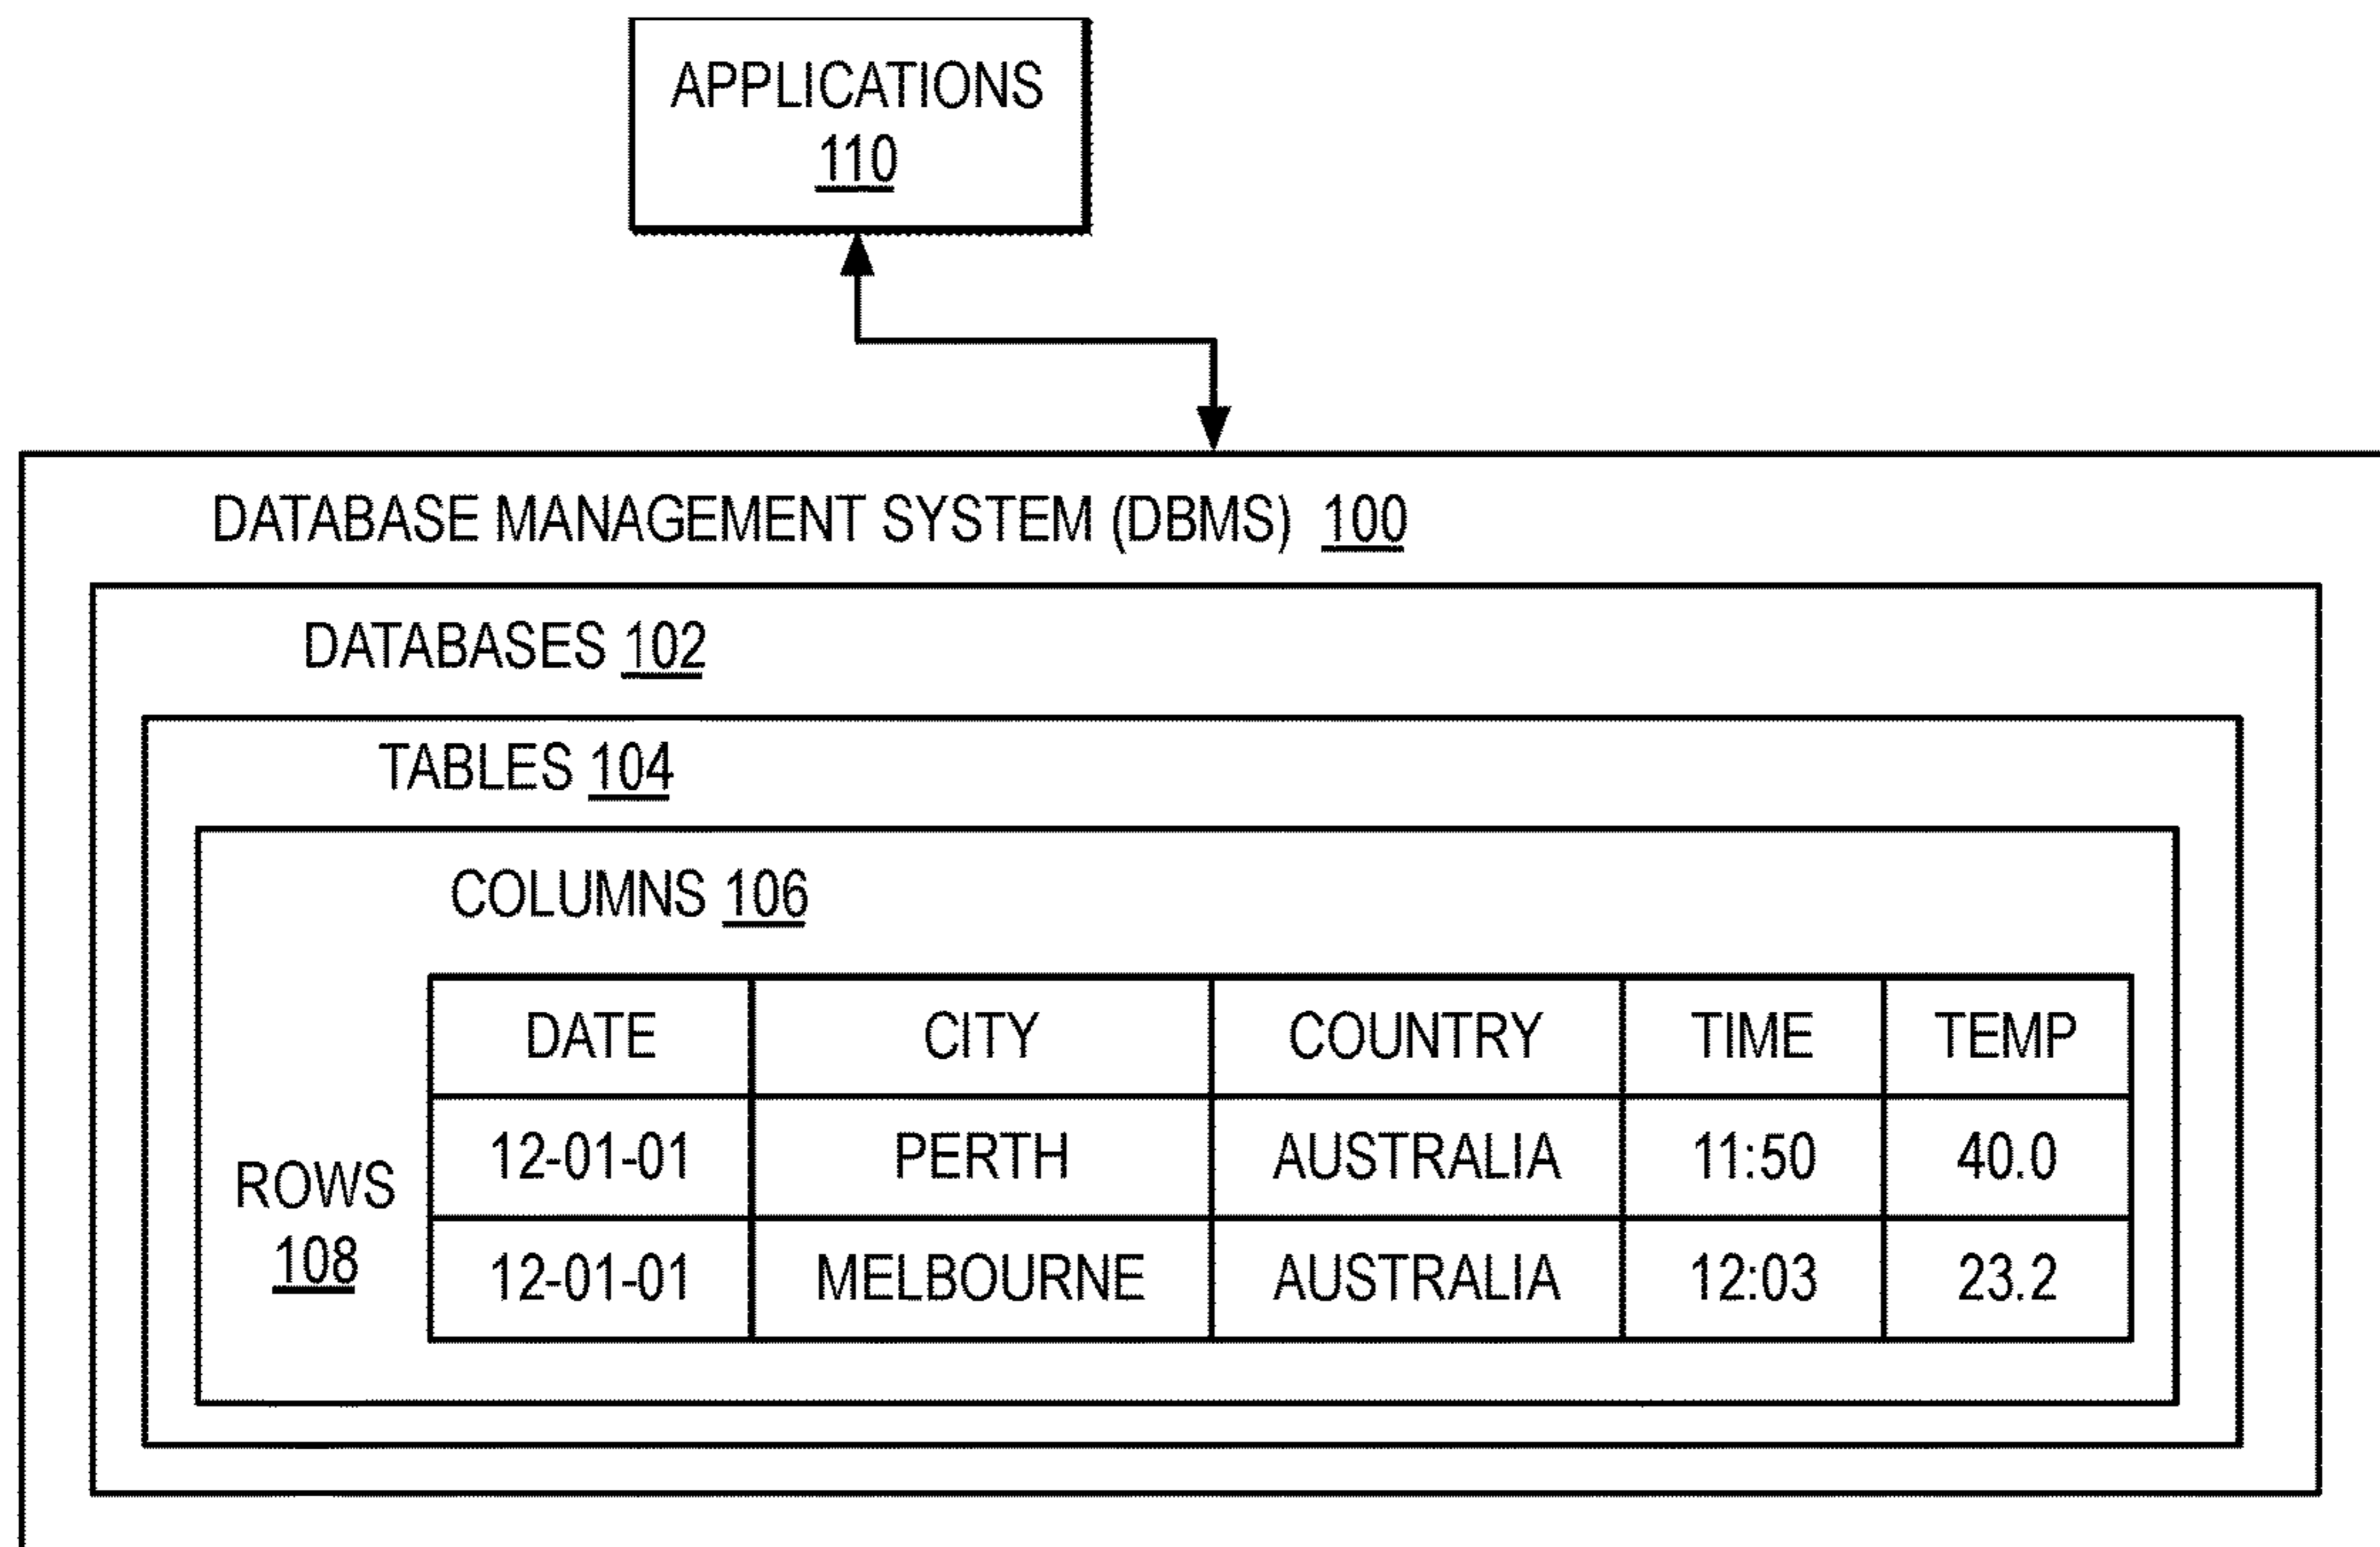 APPLICATIONS
110
DATABASE MANAGEMENT SYSTEM (DBMS) 100
DATABASES 102
TABLES 104
COLUMNS 106
DATE CITY COUNTRY TIME TEMP
12-01-01 PERTH AUSTRALIA 11:50 40.0
ROWS
108
12-01-01 MELBOURNE AUSTRALIA 12:03 23.2